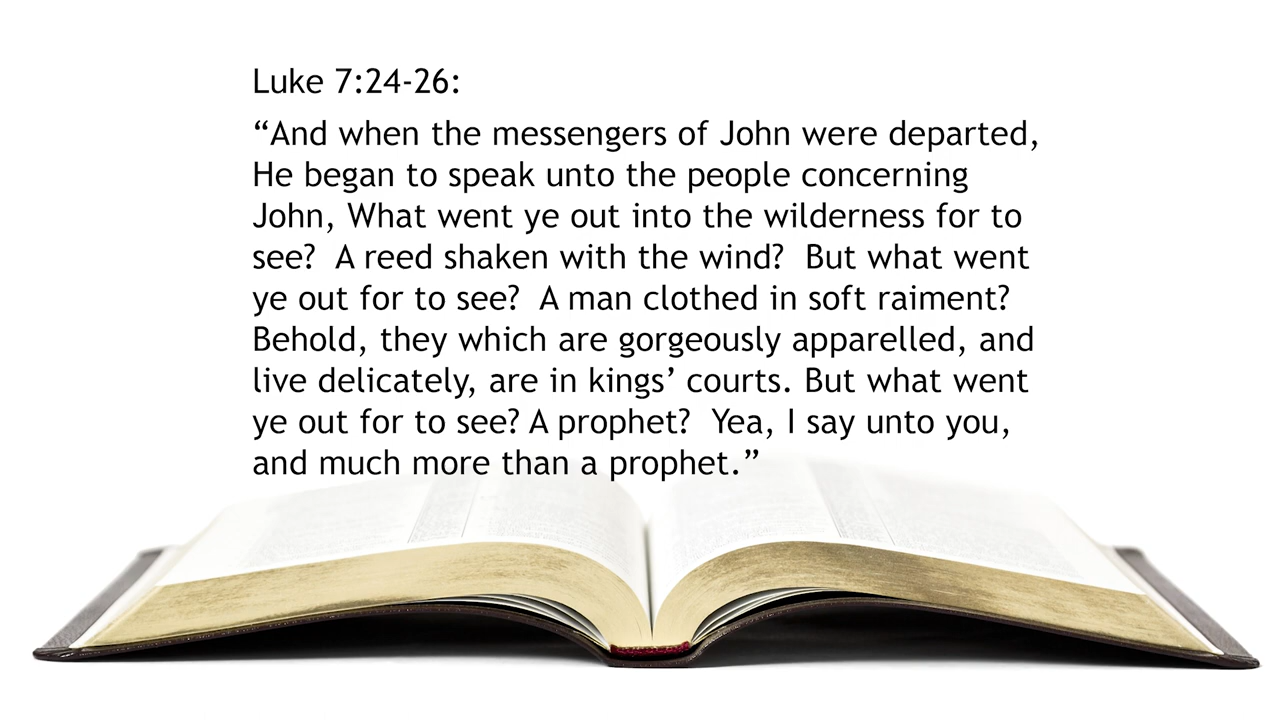 Luke 7:24-26:
“And when the messengers of John were departed,
He began to speak unto the people concerning
John, What went ye out into the wilderness for to
see?  A reed shaken with the wind?  But what went
ye out for to see?  A man clothed in soft raiment?
Behold, they which are gorgeously apparelled, and
live delicately, are in kings’ courts. But what went
ye out for to see? A prophet?  Yea, I say unto you,
and much more than a prophet.”